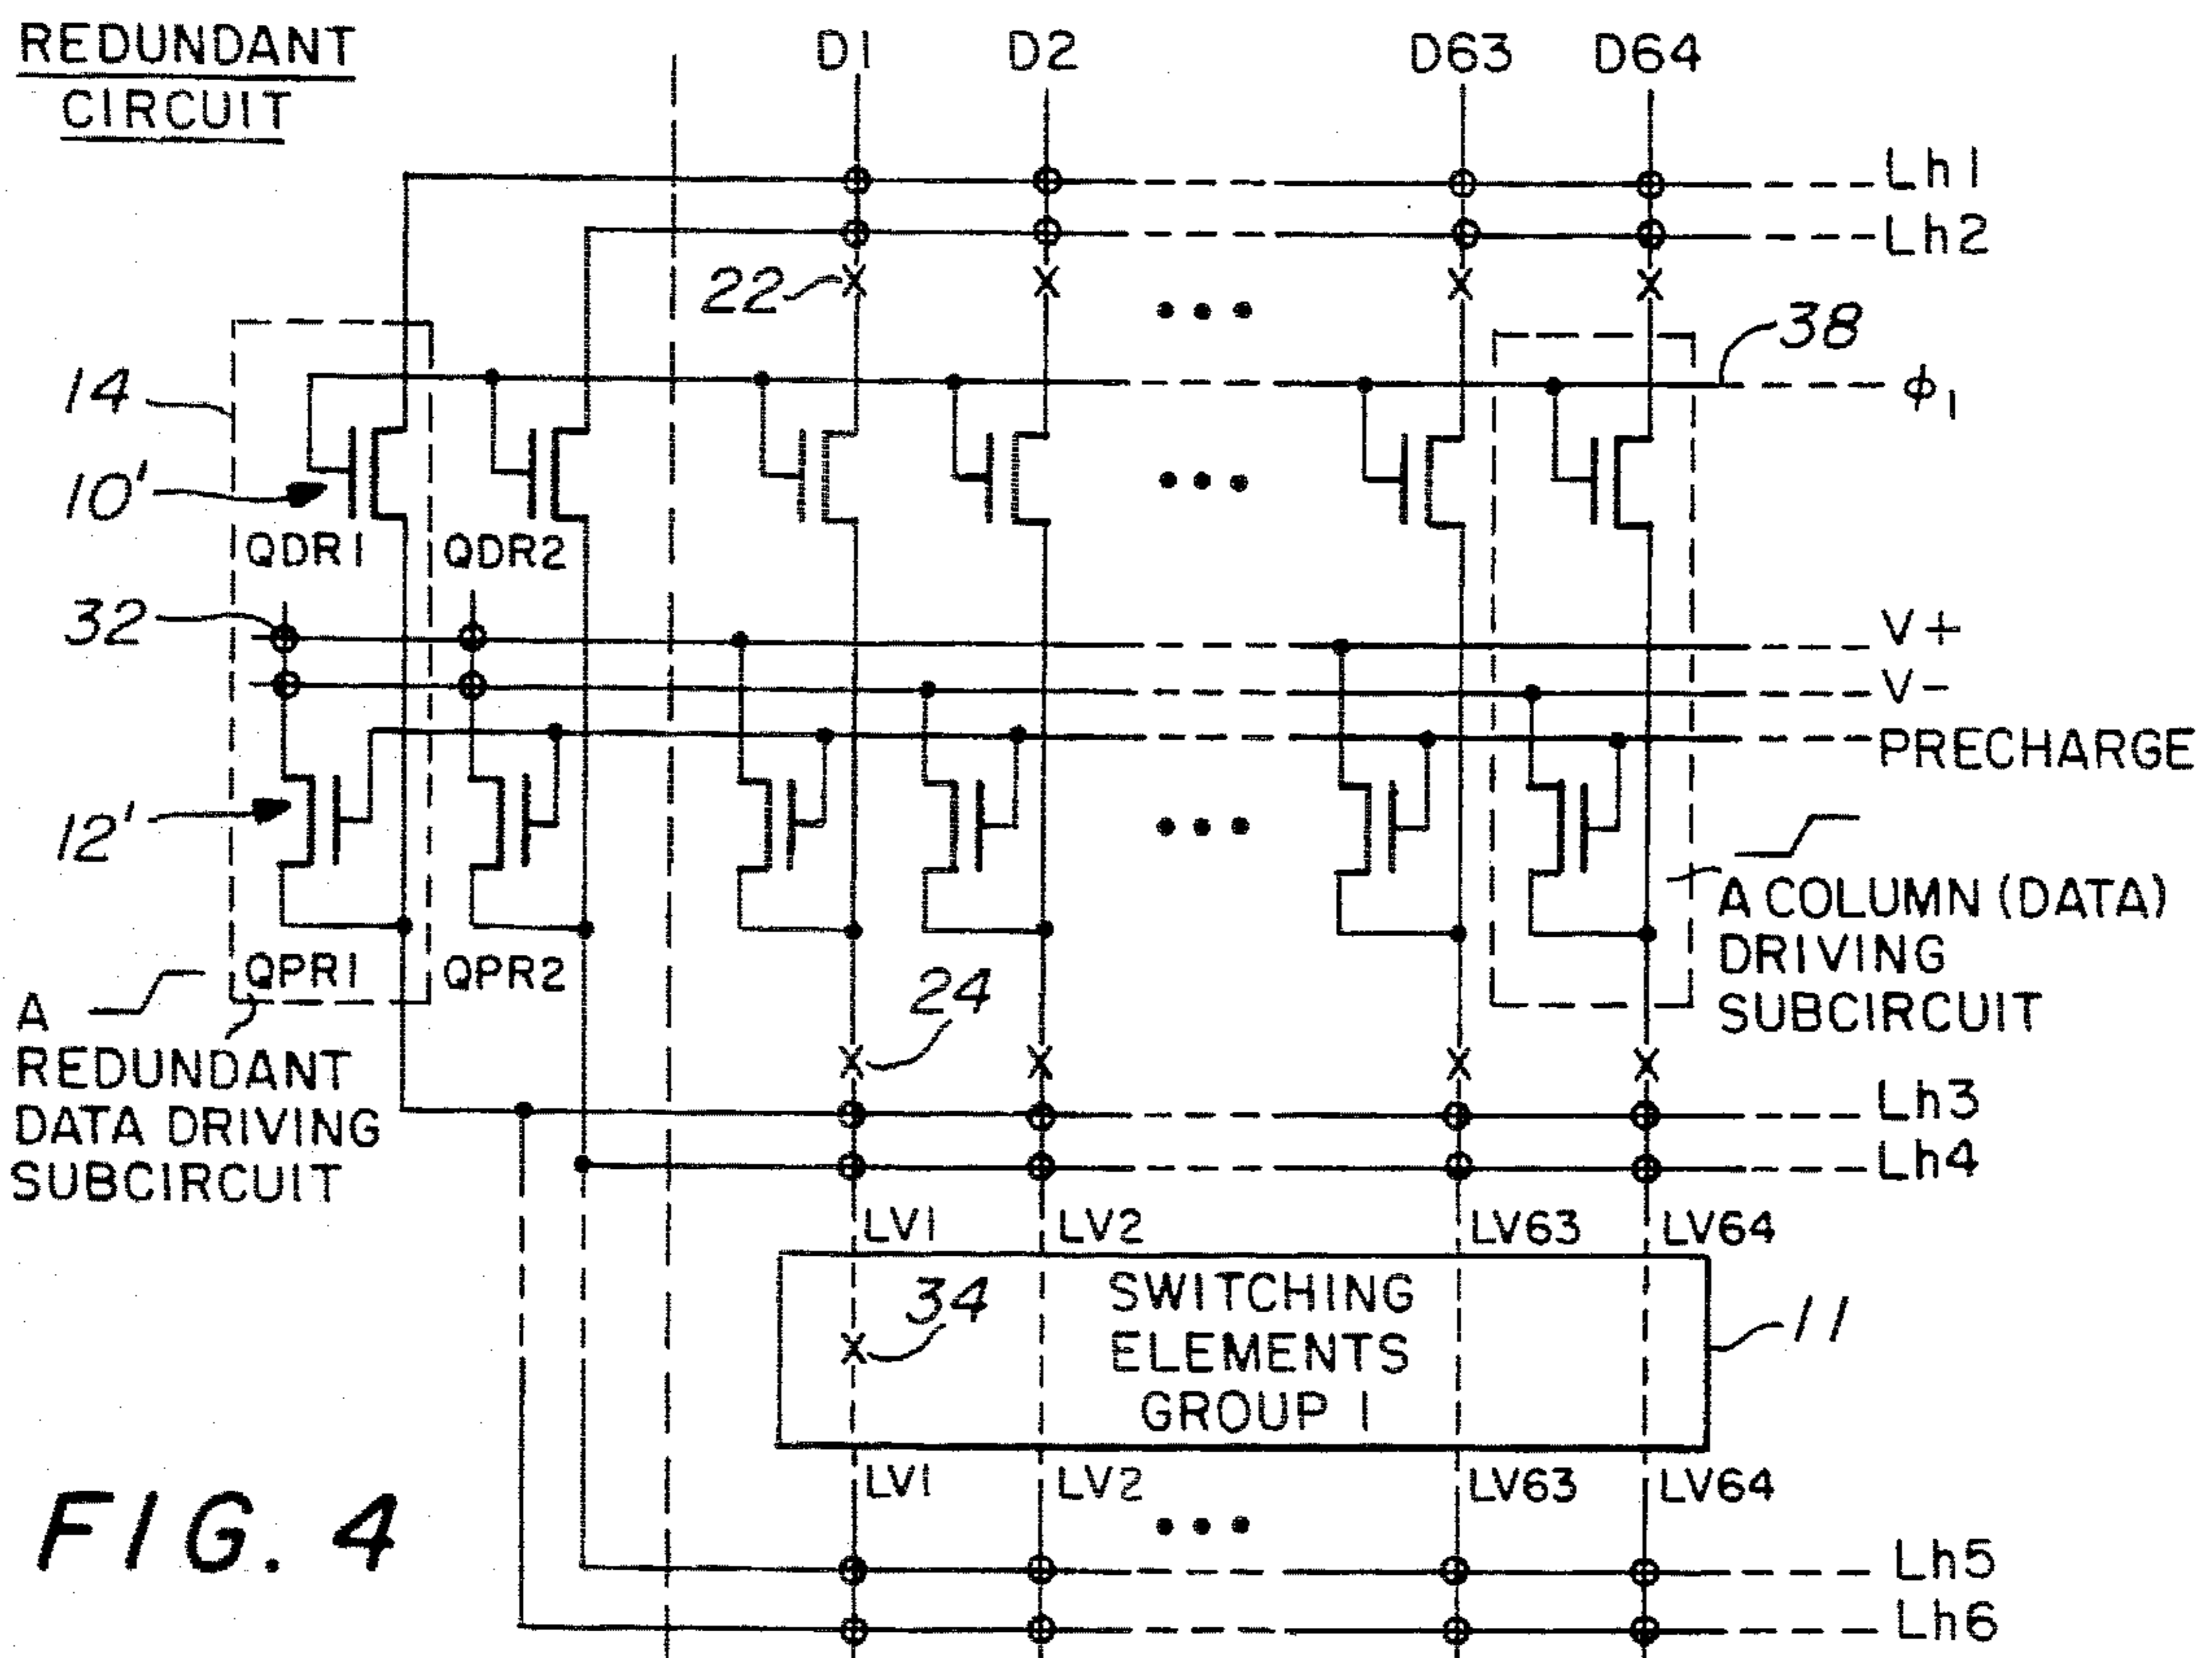 REDUNDANT
CIRCUIT
D1 D2 D63 D64
Lh1
Lh2
22
38
14
ϕ1
10'
QDR1 QDR2
32
V+
V-
PRECHARGE
12'
A COLUMN (DATA)
DRIVING
SUBCIRCUIT
QPR1 QPR2
24
A
REDUNDANT
DATA DRIVING
SUBCIRCUIT
Lh3
Lh4
LV1 LV2 LV63 LV64
34
SWITCHING
ELEMENTS
GROUP 1
11
LV1 LV2 LV63 LV64
FIG. 4
Lh5
Lh6